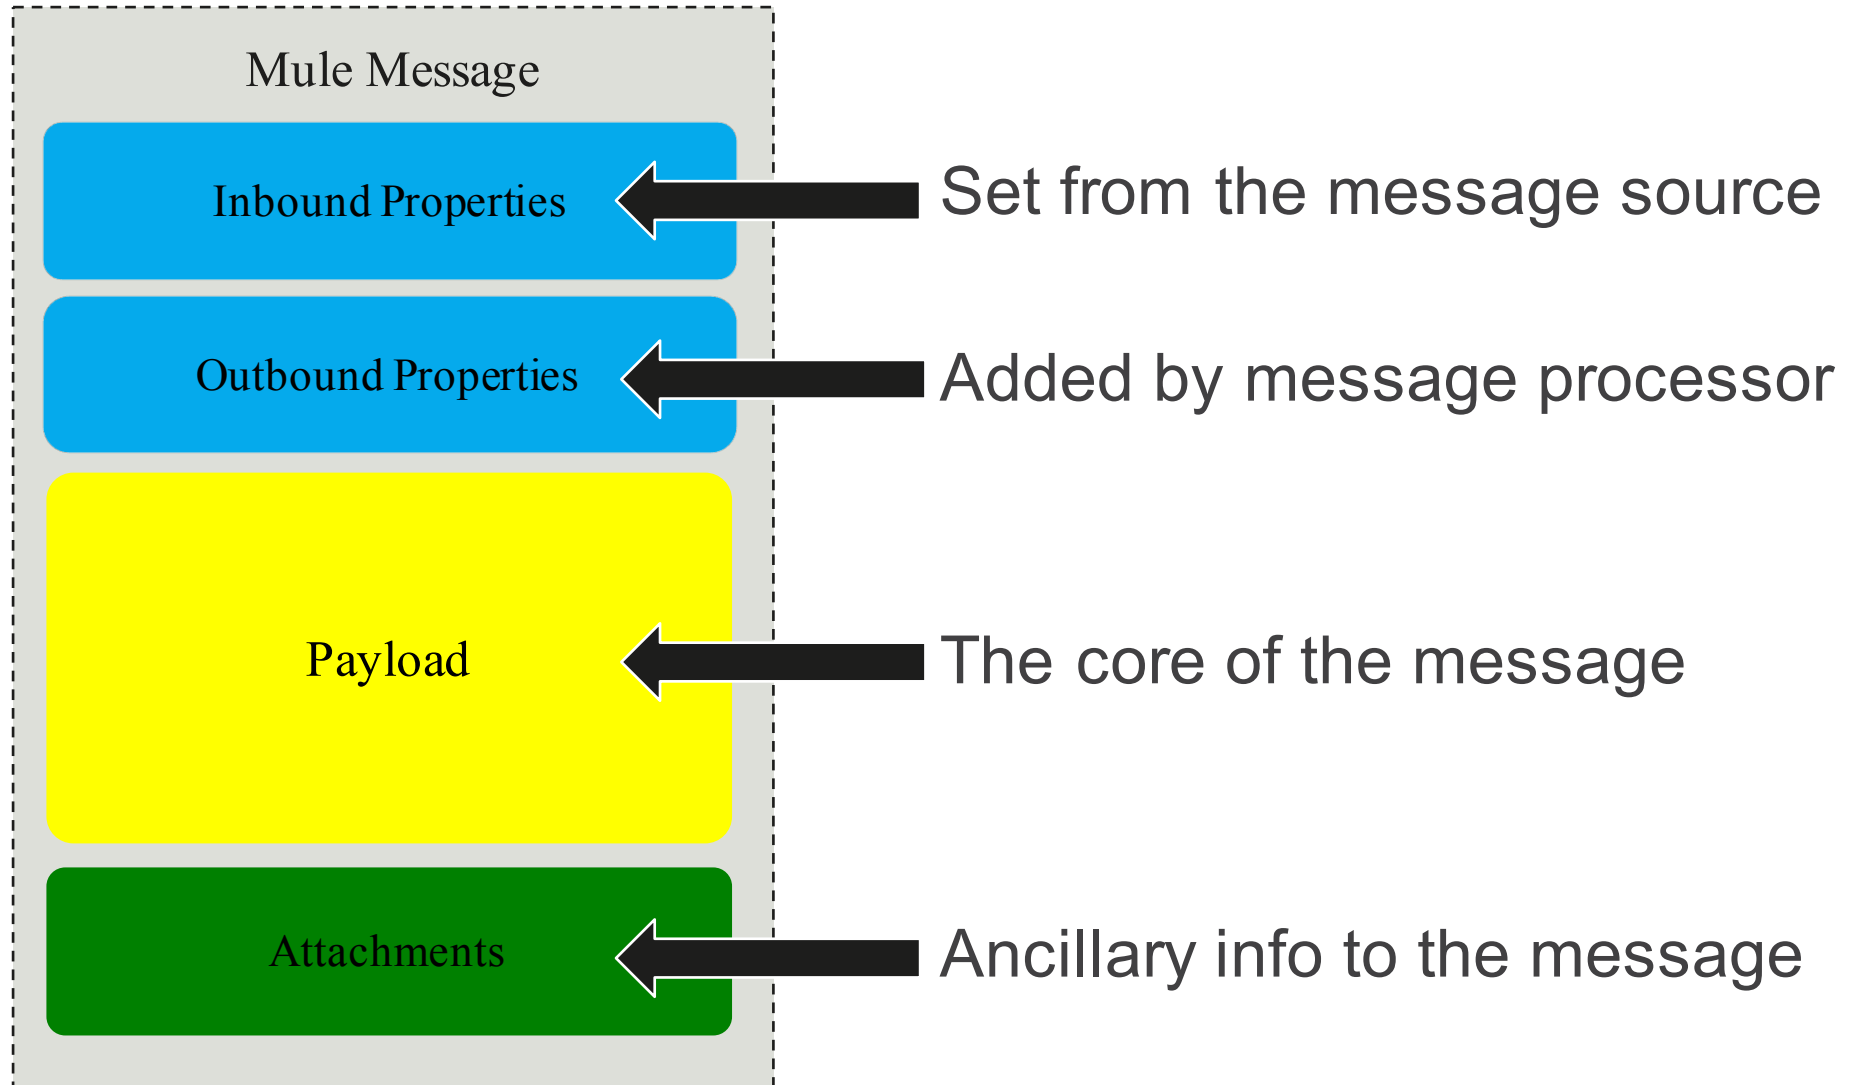 Mule Message
Inbound Properties
Set from the message source
Outbound Properties
Added by message processor
Payload
The core of the message
Attachments
Ancillary info to the message